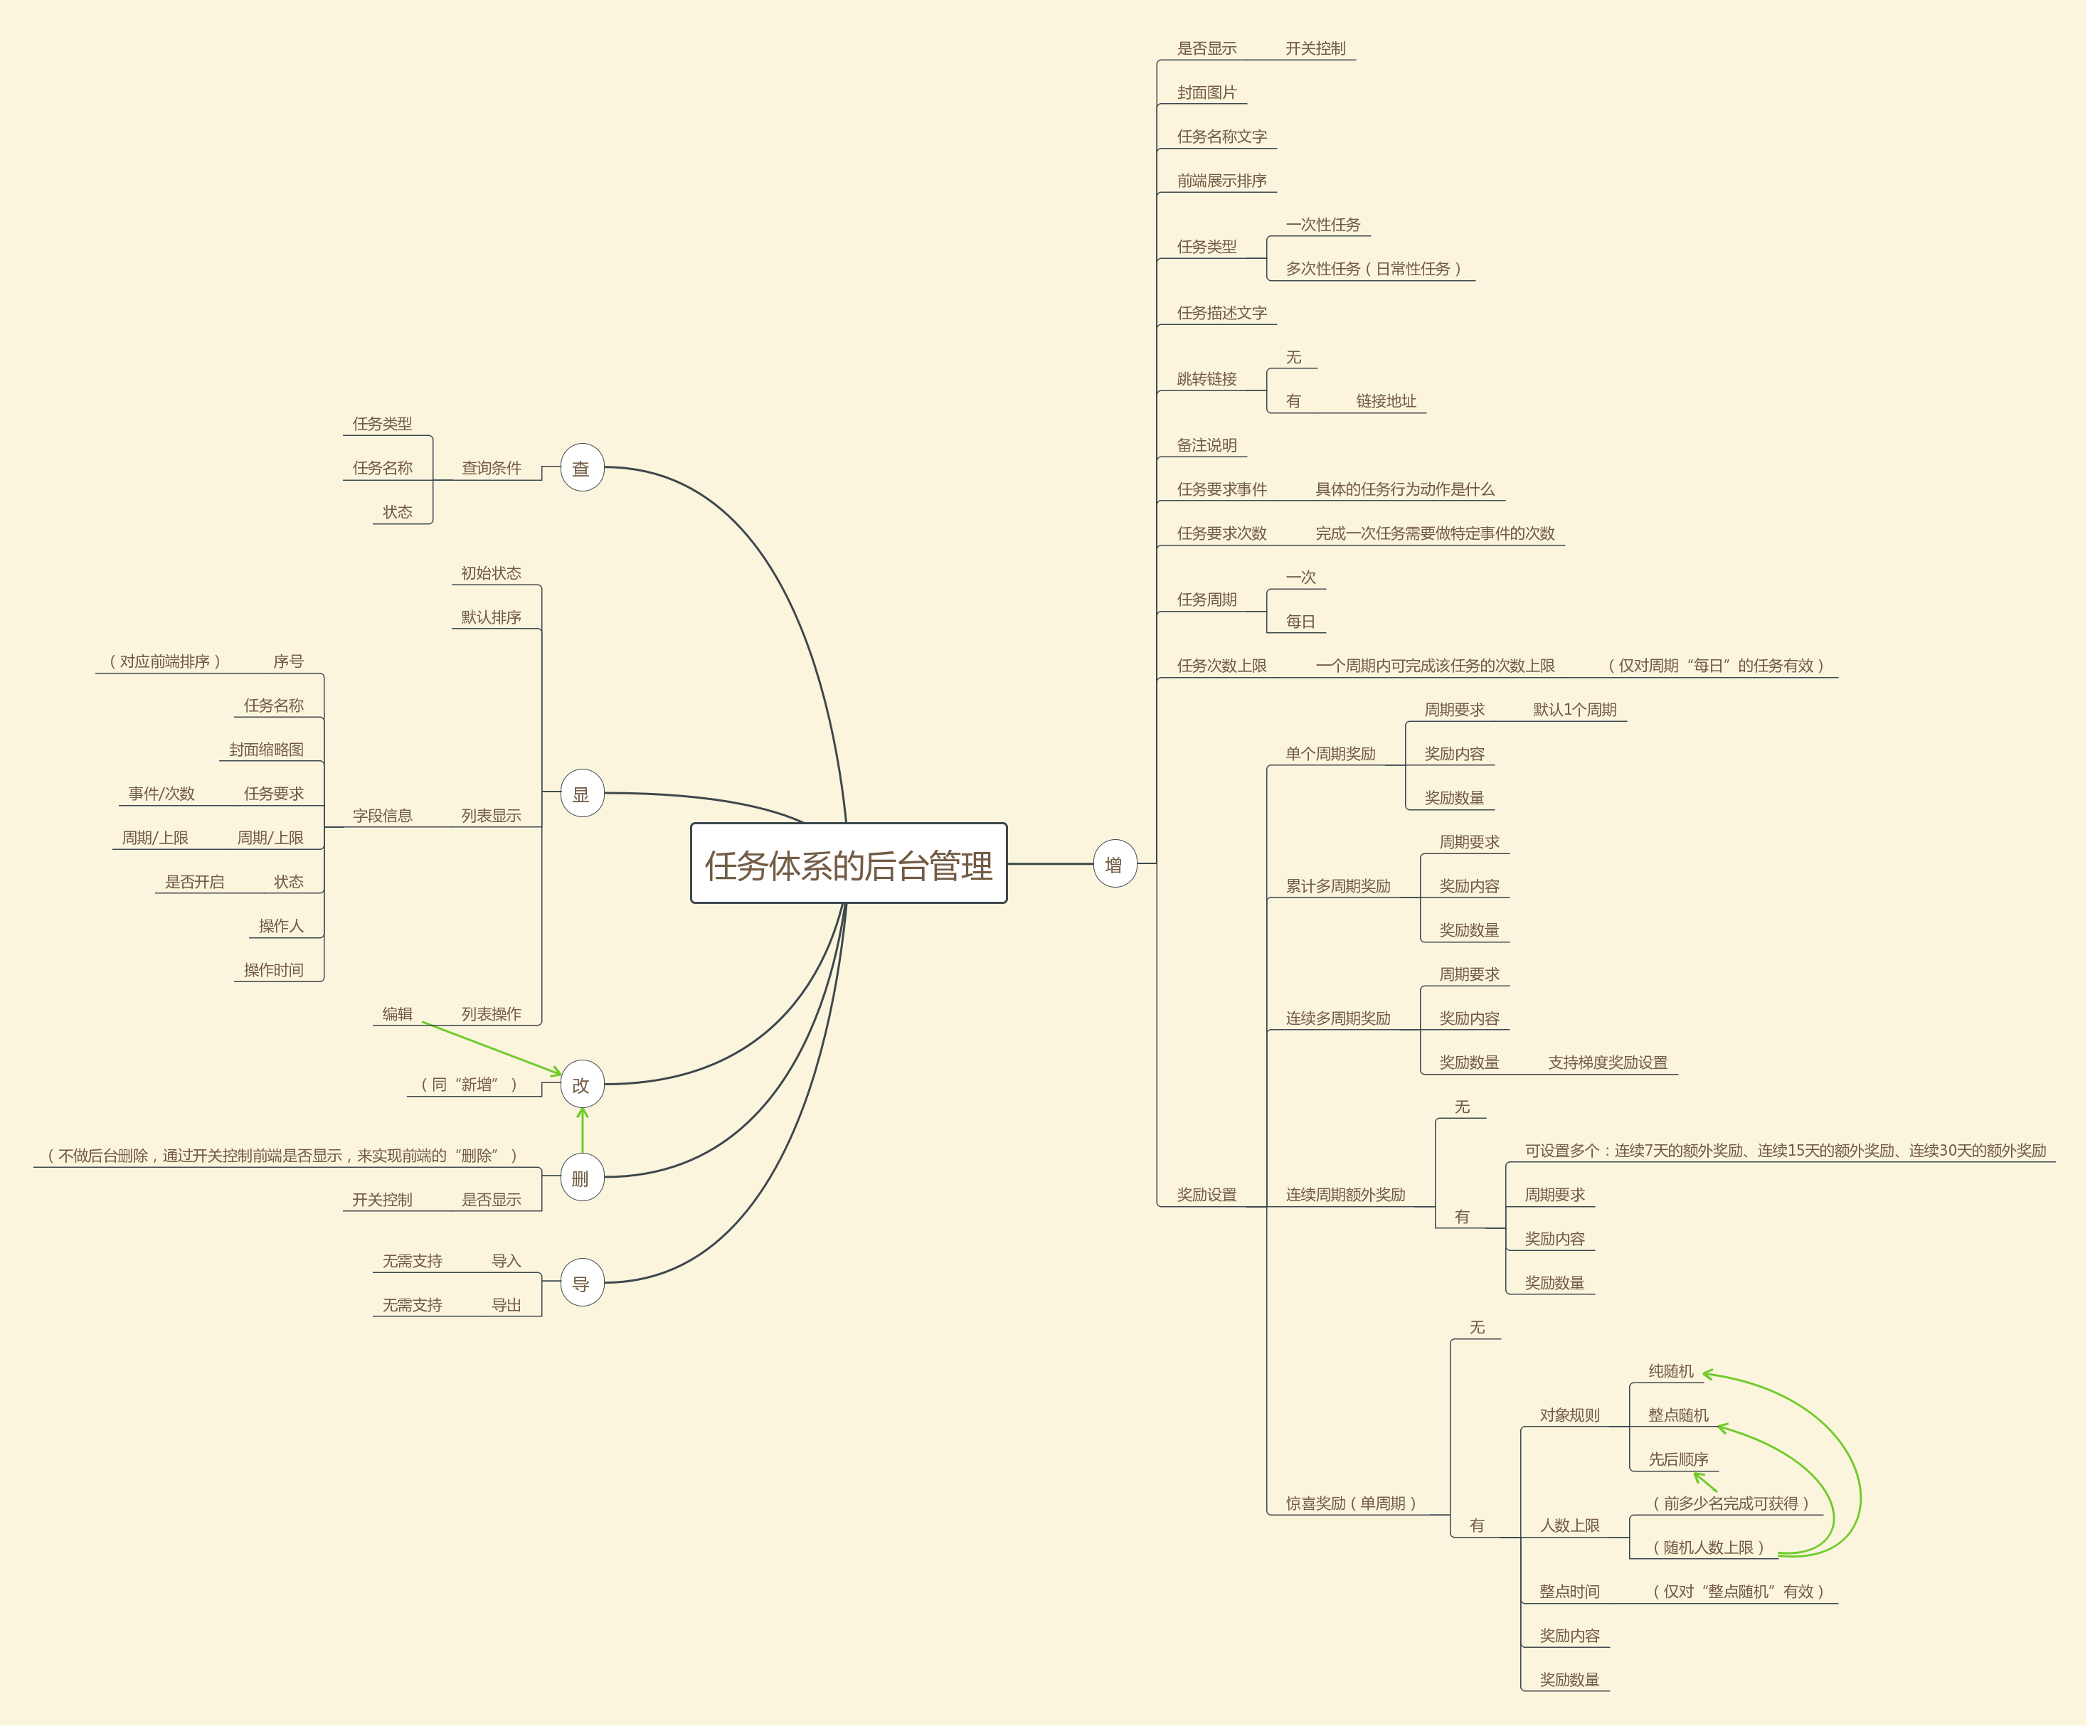 任务体系的后台管理
增
是否显示
开关控制
封面图片
任务名称文字
前端展示排序
任务类型
一次性任务
多次性任务（日常性任务）
任务描述文字
跳转链接
无
有
链接地址
备注说明
任务要求事件
具体的任务行为动作是什么
任务要求次数
完成一次任务需要做特定事件的次数
任务周期
一次
每日
任务次数上限
一个周期内可完成该任务的次数上限
（仅对周期“每日”的任务有效）
奖励设置
单个周期奖励
周期要求
默认1个周期
奖励内容
奖励数量
累计多周期奖励
周期要求
奖励内容
奖励数量
连续多周期奖励
周期要求
奖励内容
奖励数量
支持梯度奖励设置
连续周期额外奖励
无
有
可设置多个：连续7天的额外奖励、连续15天的额外奖励、连续30天的额外奖励
周期要求
奖励内容
奖励数量
惊喜奖励（单周期）
无
有
对象规则
纯随机
整点随机
先后顺序
人数上限
（前多少名完成可获得）
（随机人数上限）
整点时间
（仅对“整点随机”有效）
奖励内容
奖励数量
查
查询条件
任务类型
任务名称
状态
显
初始状态
默认排序
列表显示
字段信息
序号
（对应前端排序）
任务名称
封面缩略图
任务要求
事件/次数
周期/上限
周期/上限
状态
是否开启
操作人
操作时间
列表操作
编辑
改
（同“新增”）
删
（不做后台删除，通过开关控制前端是否显示，来实现前端的“删除”）
是否显示
开关控制
导
导入
无需支持
导出
无需支持